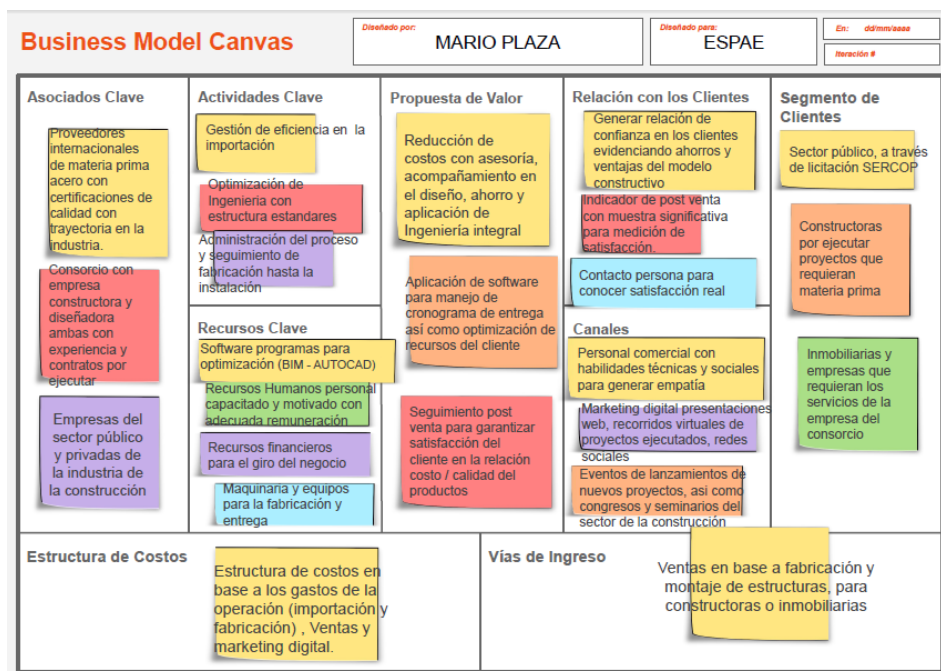 Business Model Canvas
Diseñado por:
MARIO PLAZA
Diseñado para:
ESPAE
En: dd/mm/aaaa
Iteración #
Asociados Clave
Proveedores
internacionales
de materia prima
acero con
certificaciones de
calidad con
trayectoria en la
industria.
Consorcio con
empresa
constructora y
diseñadora
ambas con
experiencia y
contratos por
ejecutar
Empresas del
sector público
y privadas de
la industria de
la construcción
Actividades Clave
Gestión de eficiencia en la
importación
Optimización de
Ingenieria con
estructura estandares
Administración del proceso
y seguimiento de
fabricación hasta la
instalación
Recursos Clave
Software programas para
optimización (BIM - AUTOCAD)
Recursos Humanos personal
capacitado y motivado con
adecuada remuneración
Recursos financieros
para el giro del negocio
Maquinaria y equipos
para la fabricación y
entrega
Propuesta de Valor
Reducción de
costos con asesoría,
acompañamiento en
el diseño, ahorro y
aplicación de
Ingeniería integral
Aplicación de software
para manejo de
cronograma de entrega
así como optimización de
recursos del cliente
Seguimiento post
venta para garantizar
satisfacción del
cliente en la relación
costo / calidad del
productos
Relación con los Clientes
Generar relación de
confianza en los clientes
evidenciando ahorros y
ventajas del modelo
constructivo
Indicador de post venta
con muestra significativa
para medición de
satisfacción.
Contacto persona para
conocer satisfacción real
Canales
Personal comercial con
habilidades técnicas y sociales
para generar empatía
Marketing digital presentaciones
web, recorridos virtuales de
proyectos ejecutados, redes
sociales
Eventos de lanzamientos de
nuevos proyectos, asi como
congresos y seminarios del
sector de la construcción
Segmento de
Clientes
Sector público, a través
de licitación SERCOP
Constructoras
por ejecutar
proyectos que
requieran
materia prima
Inmobiliarias y
empresas que
requieran los
servicios de la
empresa del
consorcio
Estructura de Costos
Estructura de costos en
base a los gastos de la
operación (importación y
fabricación) , Ventas y
marketing digital.
Vías de Ingreso
Ventas en base a fabricación y
montaje de estructuras, para
constructoras o inmobiliarias